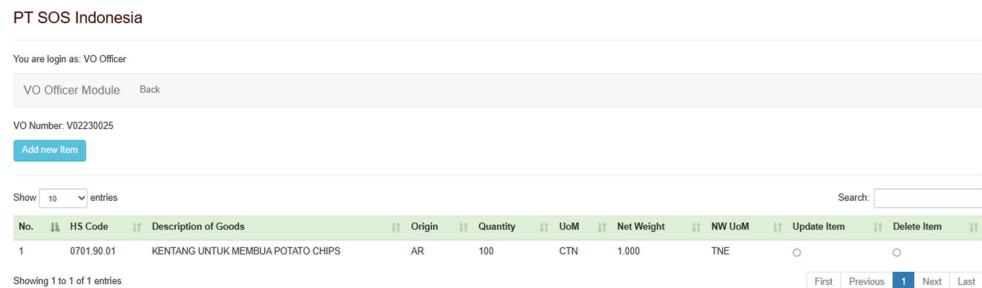 PT SOS Indonesia
You are login as: VO Officer
VO Officer Module Back
VO Number: V02230025
Add new Item
Show 10 entries Search:
No. HS Code Description of Goods Origin Quantity UoM Net Weight NW UoM Update Item Delete Item
1 0701.90.01 KENTANG UNTUK MEMBUA POTATO CHIPS AR 100 CTN 1.000 TNE
Showing 1 to 1 of 1 entries First Previous 1 Next Last